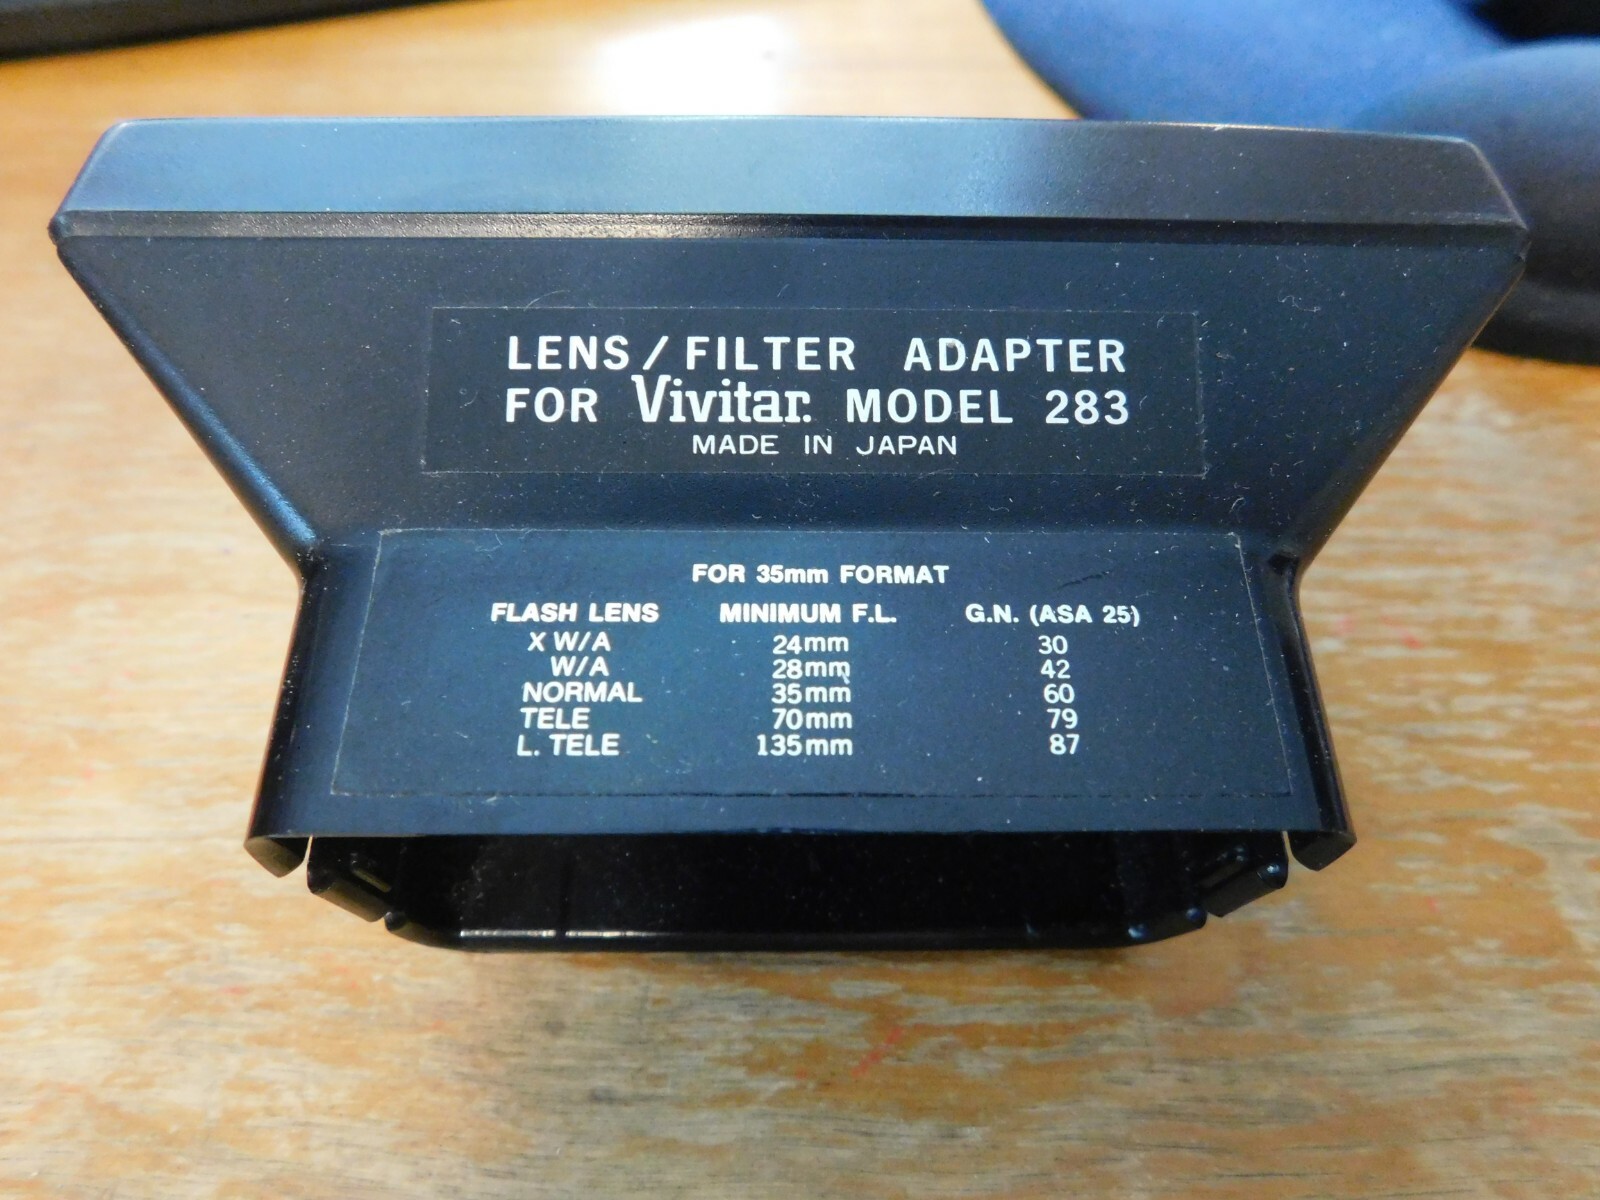 LENS/FILTER ADAPTER
FOR Vivitar. MODEL 283
MADE IN JAPAN
FOR 35mm FORMAT
FLASH LENS MINIMUM F.L. G.N. (ASA 25)
X W/A 24mm 30
W/A 28mm 42
NORMAL 35mm 60
TELE 70mm 79
L. TELE 135mm 87